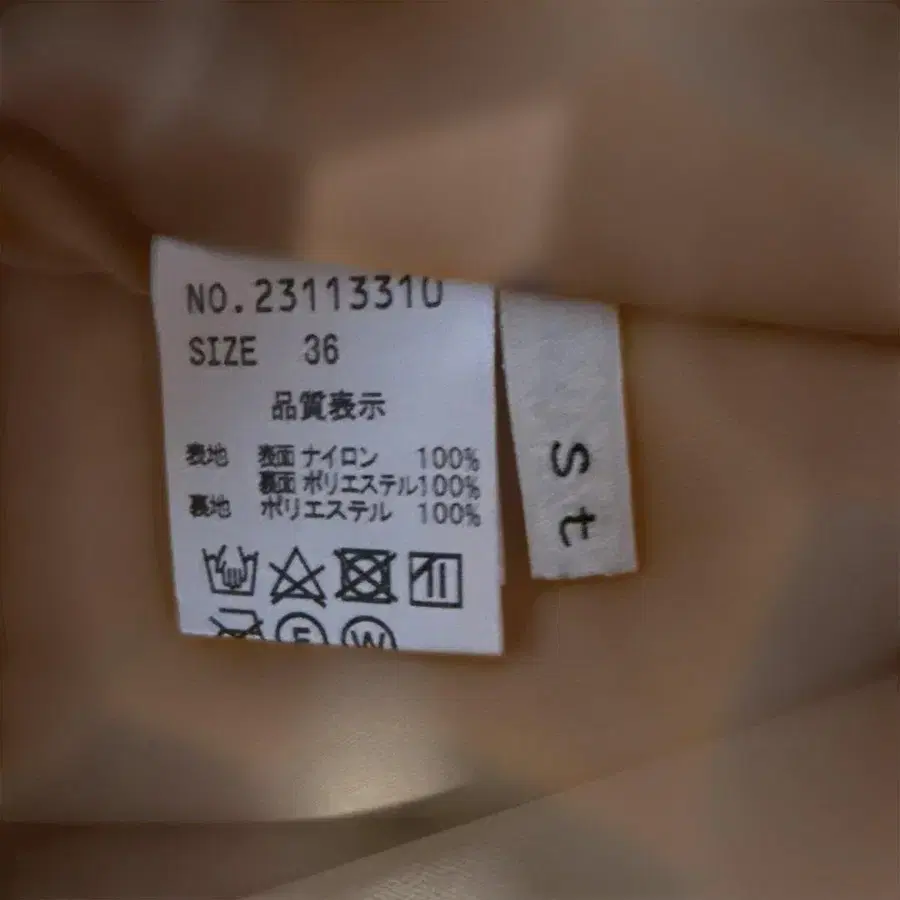 NO.23113310
SIZE 36
品質表示
表地 表面 ナイロン 100%
裏面 ポリエステル100%
裏地 ポリエステル 100%
F W
St